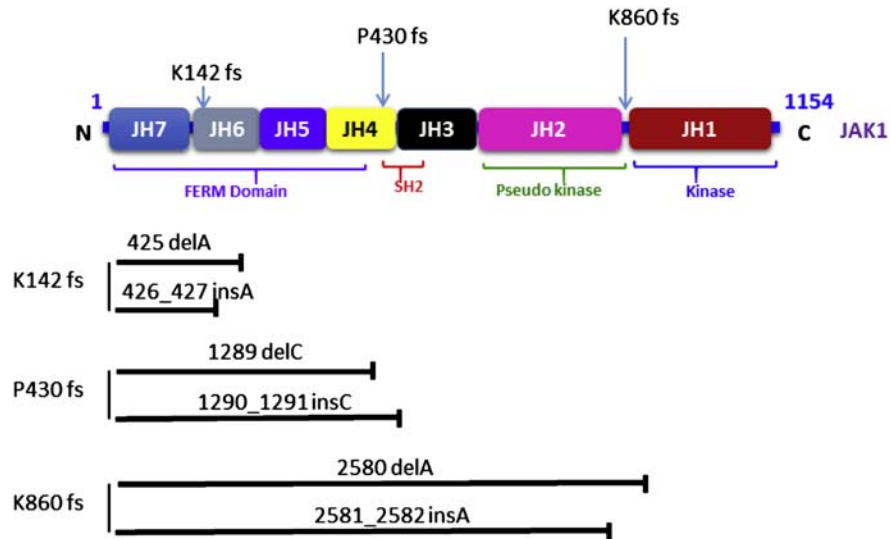 K860 fs
P430 fs
K142 fs
1 1154
N JH7 JH6 JH5 JH4 JH3 JH2 JH1 C JAK1
FERM Domain SH2 Pseudo kinase Kinase
425 delA
K142 fs
426_427 insA
1289 delC
P430 fs
1290_1291 insC
2580 delA
K860 fs
2581_2582 insA